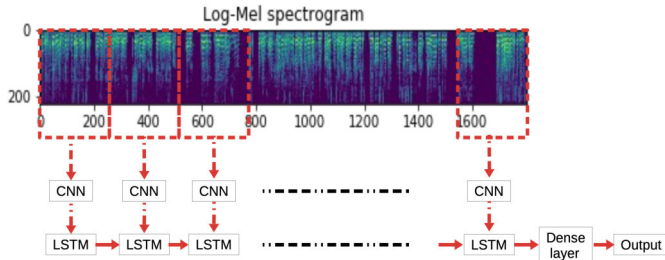 Log-Mel spectrogram
0
200
0 200 400 600 800 1000 1200 1400 1600
CNN CNN CNN CNN
LSTM LSTM LSTM LSTM Dense layer Output